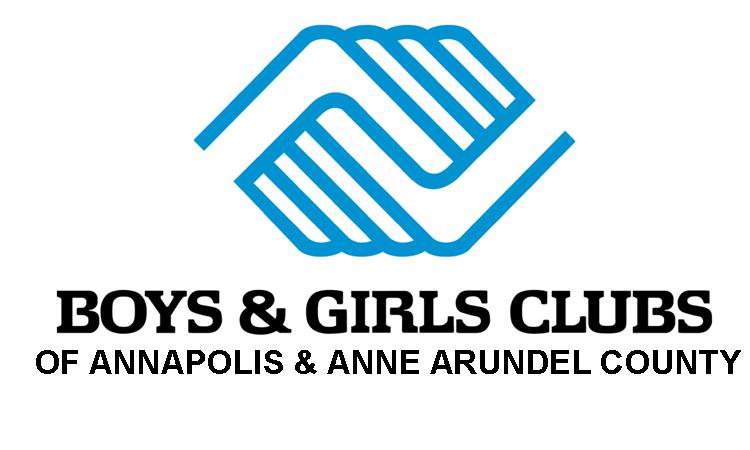 BOYS & GIRLS CLUBS
OF ANNAPOLIS & ANNE ARUNDEL COUNTY